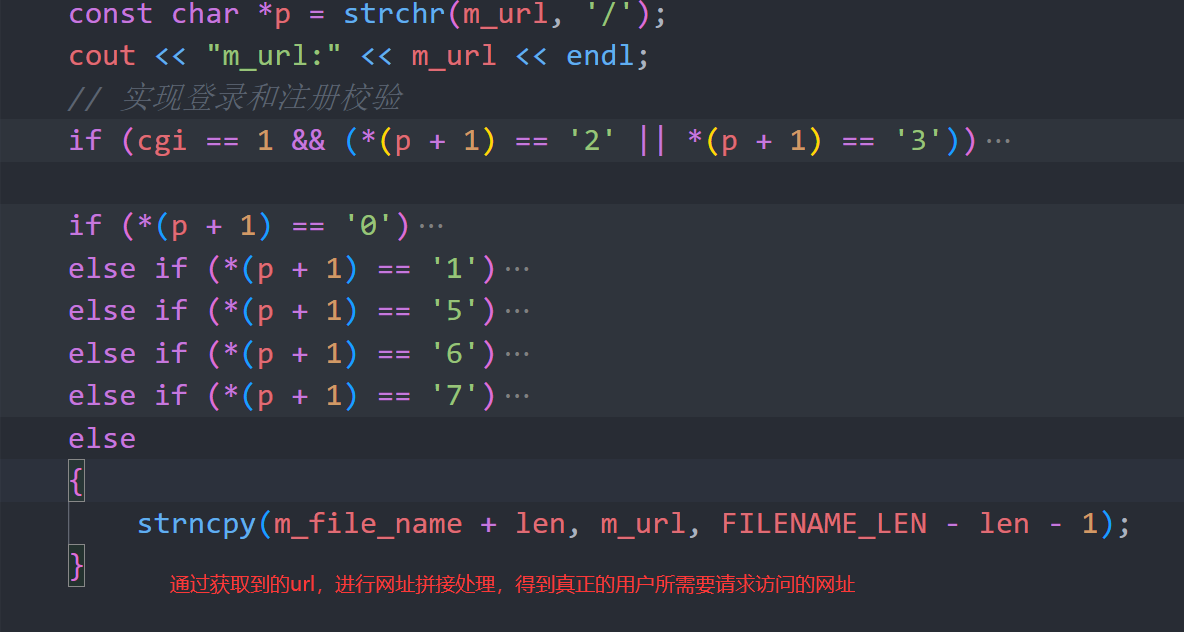 const char *p = strchr(m_url, '/');
cout << "m_url:" << m_url << endl;
// 实现登录和注册校验
if (cgi == 1 && (*(p + 1) == '2' || *(p + 1) == '3'))···
if (*(p + 1) == '0')···
else if (*(p + 1) == '1')···
else if (*(p + 1) == '5')···
else if (*(p + 1) == '6')···
else if (*(p + 1) == '7')···
else
{
strncpy(m_file_name + len, m_url, FILENAME_LEN - len - 1);
}
通过获取到的url，进行网址拼接处理，得到真正的用户所需要请求访问的网址